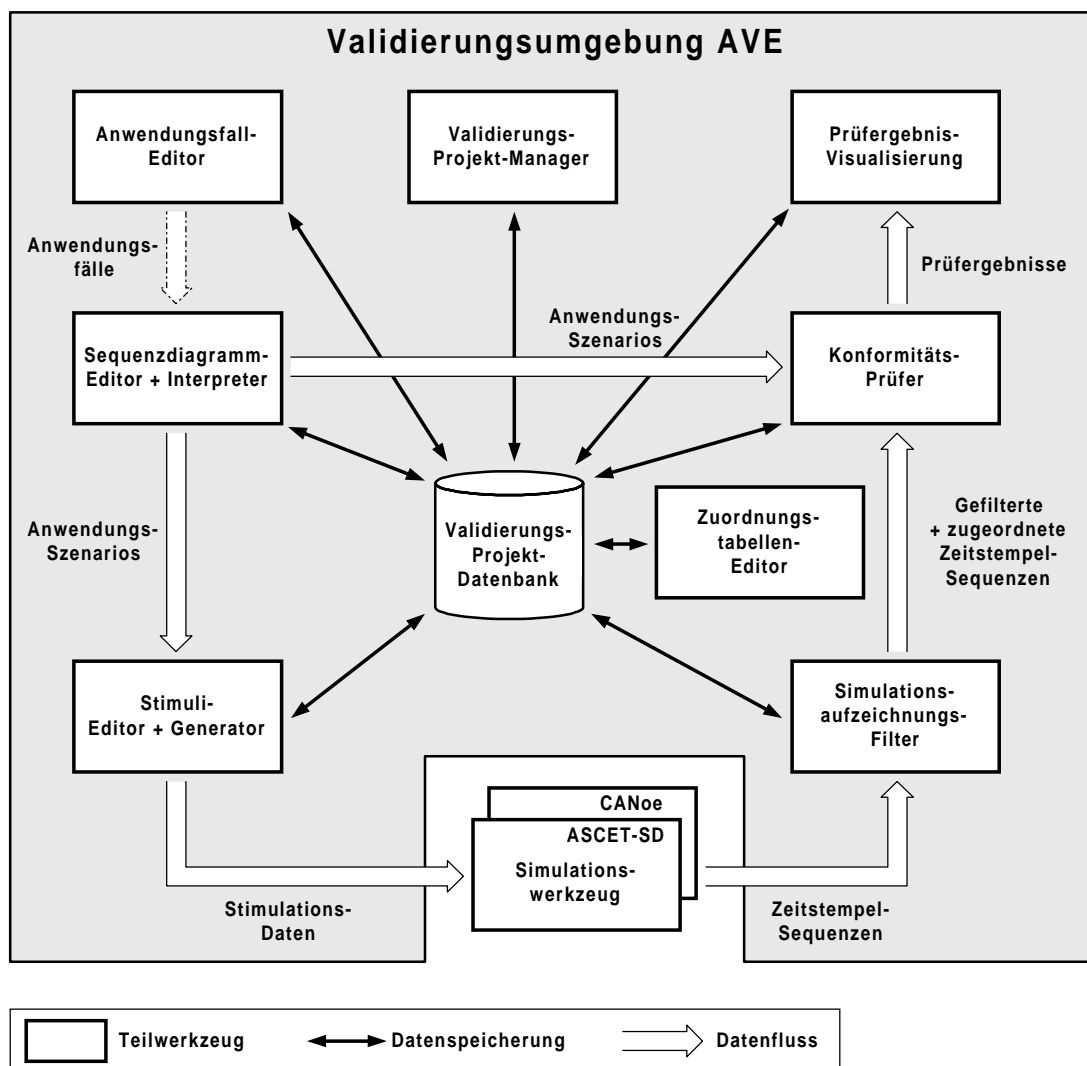 Validierungsumgebung AVE
Anwendungsfall-
Editor
Validierungs-
Projekt-Manager
Prüfergebnis-
Visualisierung
Anwendungs-
fälle
Prüfergebnisse
Anwendungs-
Szenarios
Sequenzdiagramm-
Editor + Interpreter
Konformitäts-
Prüfer
Anwendungs-
Szenarios
Validierungs-
Projekt-
Datenbank
Zuordnungs-
tabellen-
Editor
Gefilterte
+ zugeordnete
Zeitstempel-
Sequenzen
Stimuli-
Editor + Generator
Simulations-
aufzeichnungs-
Filter
CANoe
ASCET-SD
Simulations-
werkzeug
Stimulations-
Daten
Zeitstempel-
Sequenzen
Teilwerkzeug
Datenspeicherung
Datenfluss